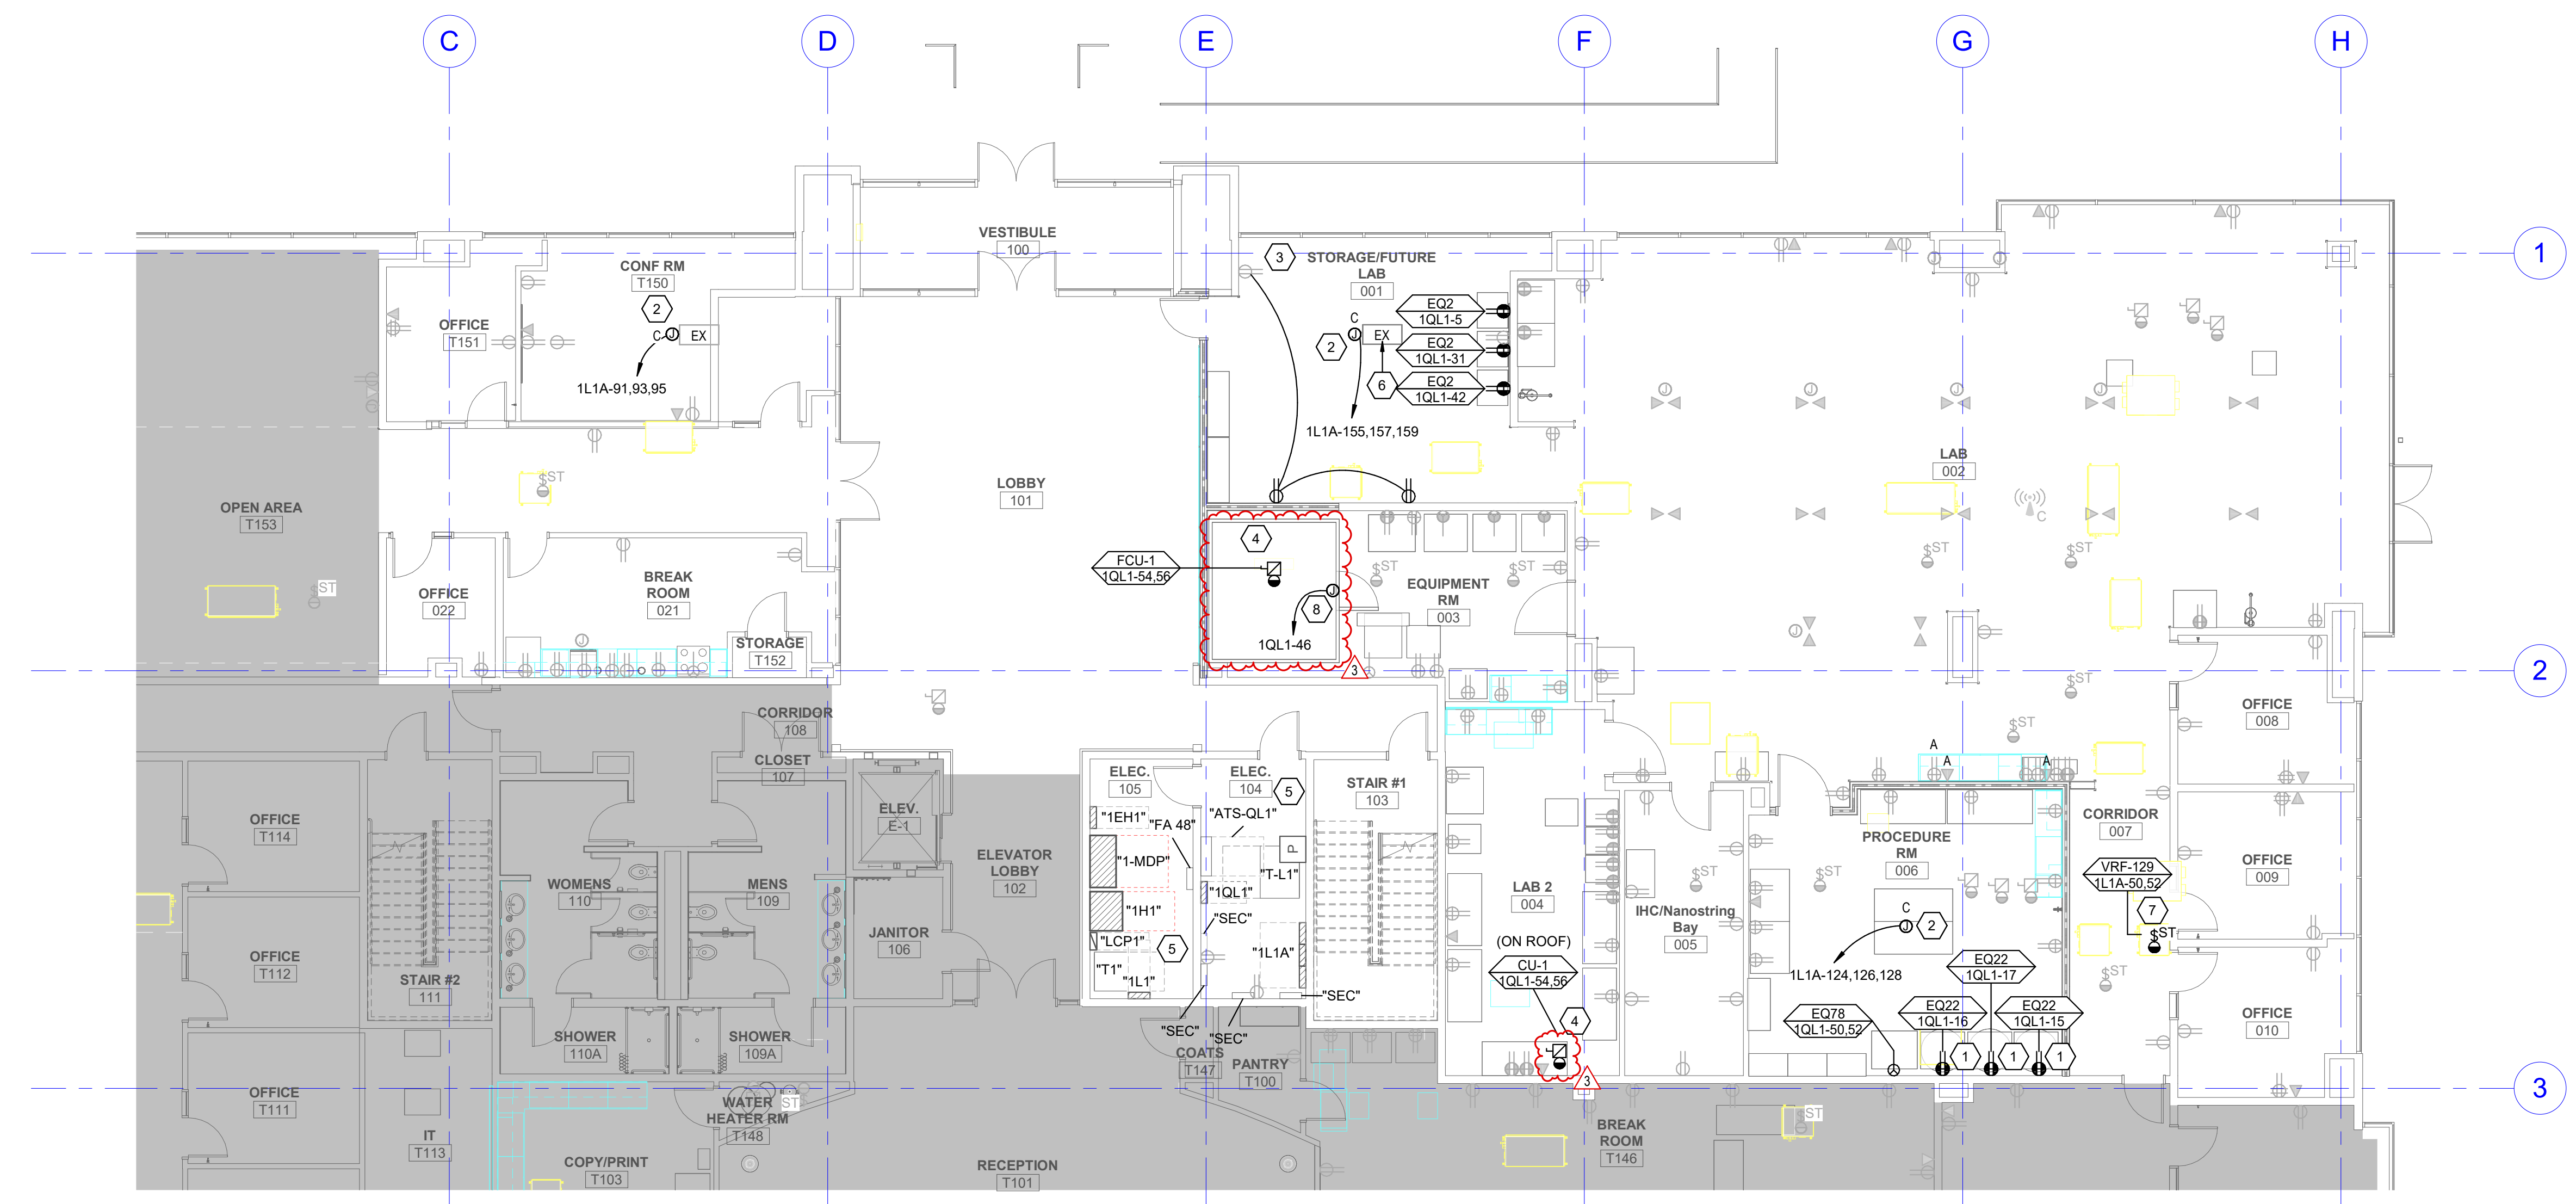 C
D
E
F
G
H
1
VESTIBULE
100
CONF RM
T150
2
C
J
EX
1L1A-91,93,95
OFFICE
T151
3
STORAGE/FUTURE
LAB
001
C
J
EX
2
6
1L1A-155,157,159
EQ2
1QL1-5
EQ2
1QL1-31
EQ2
1QL1-42
J
J
J
J
J
J
LAB
002
C
OPEN AREA
T153
ST
ST
LOBBY
101
4
FCU-1
1QL1-54,56
J
8
1QL1-46
3
EQUIPMENT
RM
003
ST
ST
ST
ST
J
OFFICE
022
BREAK
ROOM
021
J
STORAGE
T152
2
ST
ST
CORRIDOR
108
CLOSET
107
ELEV.
E-1
ELEC.
105
ELEC.
104
5
STAIR #1
103
"1EH1"
"FA 48"
"ATS-QL1"
"1-MDP"
P
"T-L1"
"1QL1"
"1H1"
"SEC"
"LCP1"
5
"1L1A"
"T1"
"1L1"
"SEC"
"SEC"
"SEC"
OFFICE
T114
WOMENS
110
MENS
109
ELEVATOR
LOBBY
102
JANITOR
106
OFFICE
T112
STAIR #2
111
SHOWER
110A
SHOWER
109A
COATS
T147
PANTRY
T100
OFFICE
T111
IT
T113
WATER
HEATER RM
T148
ST
COPY/PRINT
T103
RECEPTION
T101
LAB 2
004
(ON ROOF)
CU-1
1QL1-54,56
4
3
IHC/Nanostring
Bay
005
ST
A
A
A
PROCEDURE
RM
006
ST
C
J
2
1L1A-124,126,128
EQ78
1QL1-50,52
EQ22
1QL1-16
EQ22
1QL1-17
EQ22
1QL1-15
1
1
1
CORRIDOR
007
VRF-129
1L1A-50,52
7
$ST
ST
OFFICE
008
OFFICE
009
OFFICE
010
3
BREAK
ROOM
T146
ST